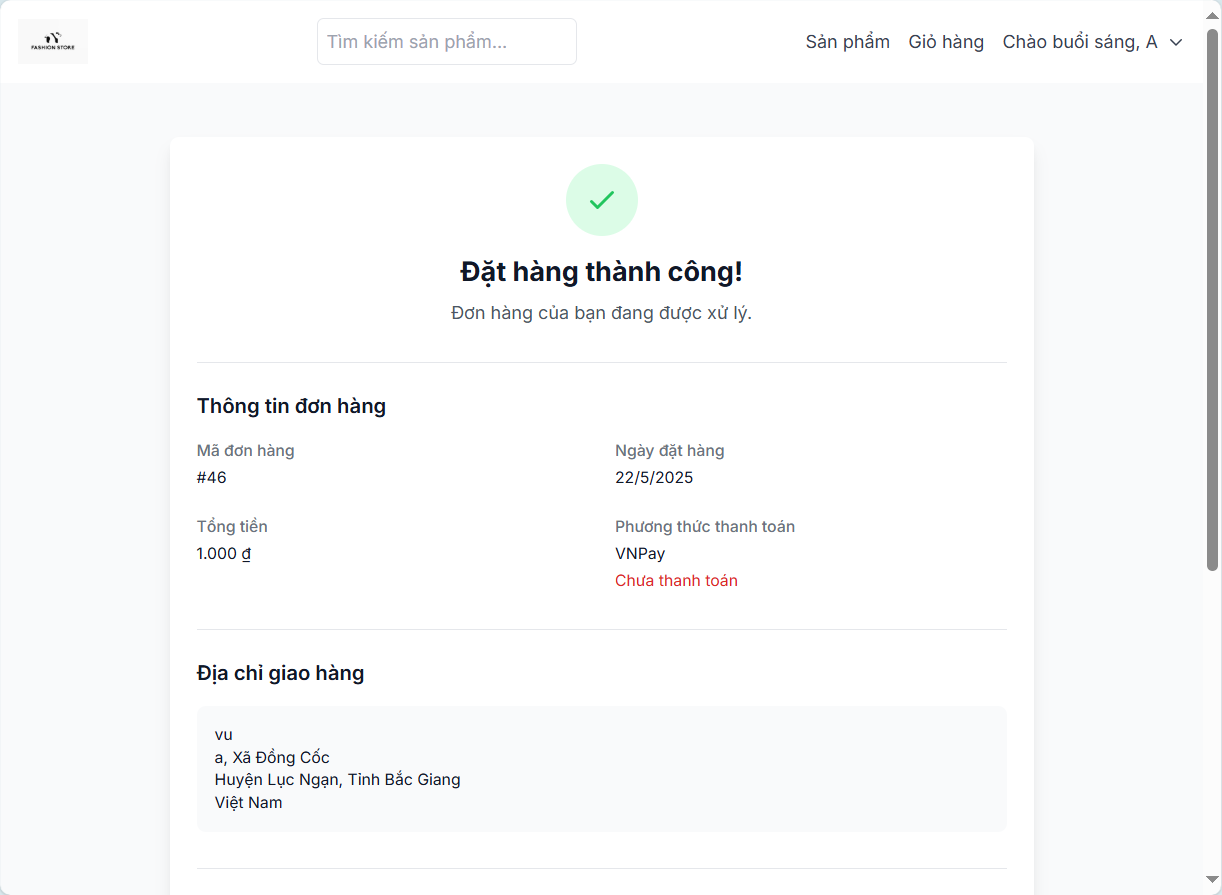 FASHION STORE
Tìm kiếm sản phẩm...
Sản phẩm Giỏ hàng Chào buổi sáng, A
Đặt hàng thành công!
Đơn hàng của bạn đang được xử lý.
Thông tin đơn hàng
Mã đơn hàng Ngày đặt hàng
#46 22/5/2025
Tổng tiền Phương thức thanh toán
1.000 ₫ VNPay
Chưa thanh toán
Địa chỉ giao hàng
vu
a, Xã Đồng Cốc
Huyện Lục Ngạn, Tỉnh Bắc Giang
Việt Nam